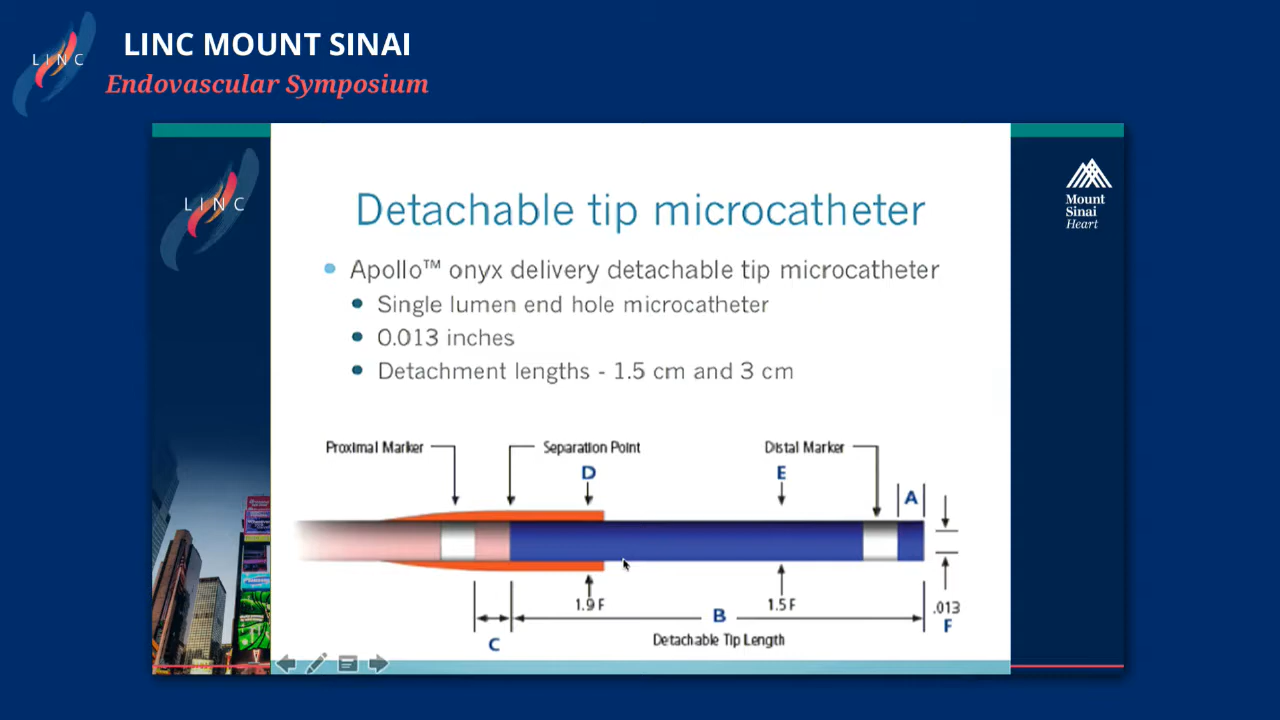 LINC
LINC MOUNT SINAI
Endovascular Symposium
LINC
Mount
Sinai
Heart
Detachable tip microcatheter
Apollo™ onyx delivery detachable tip microcatheter
Single lumen end hole microcatheter
0.013 inches
Detachment lengths - 1.5 cm and 3 cm
Proximal Marker
Separation Point
Distal Marker
D
E
A
1.9 F
1.5 F
.013
B
F
C
Detachable Tip Length